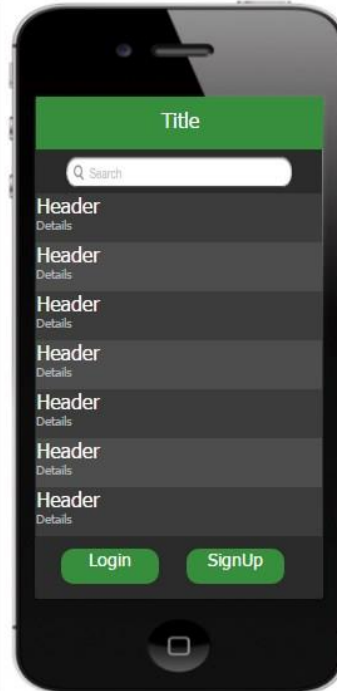 Title
Search
Header
Details
Header
Details
Header
Details
Header
Details
Header
Details
Header
Details
Header
Details
Login
SignUp